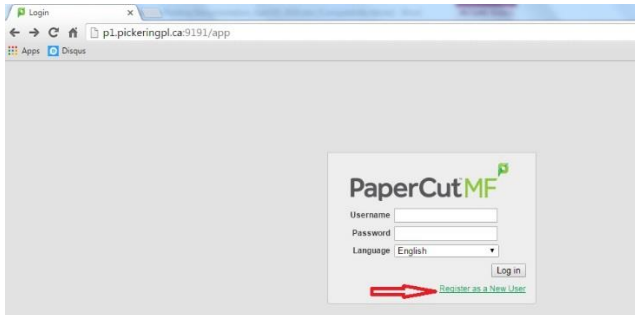 Login
p1.pickeringpl.ca:9191/app
Apps Disqus
PaperCut MF
Username
Password
Language English
Log in
Register as a New User